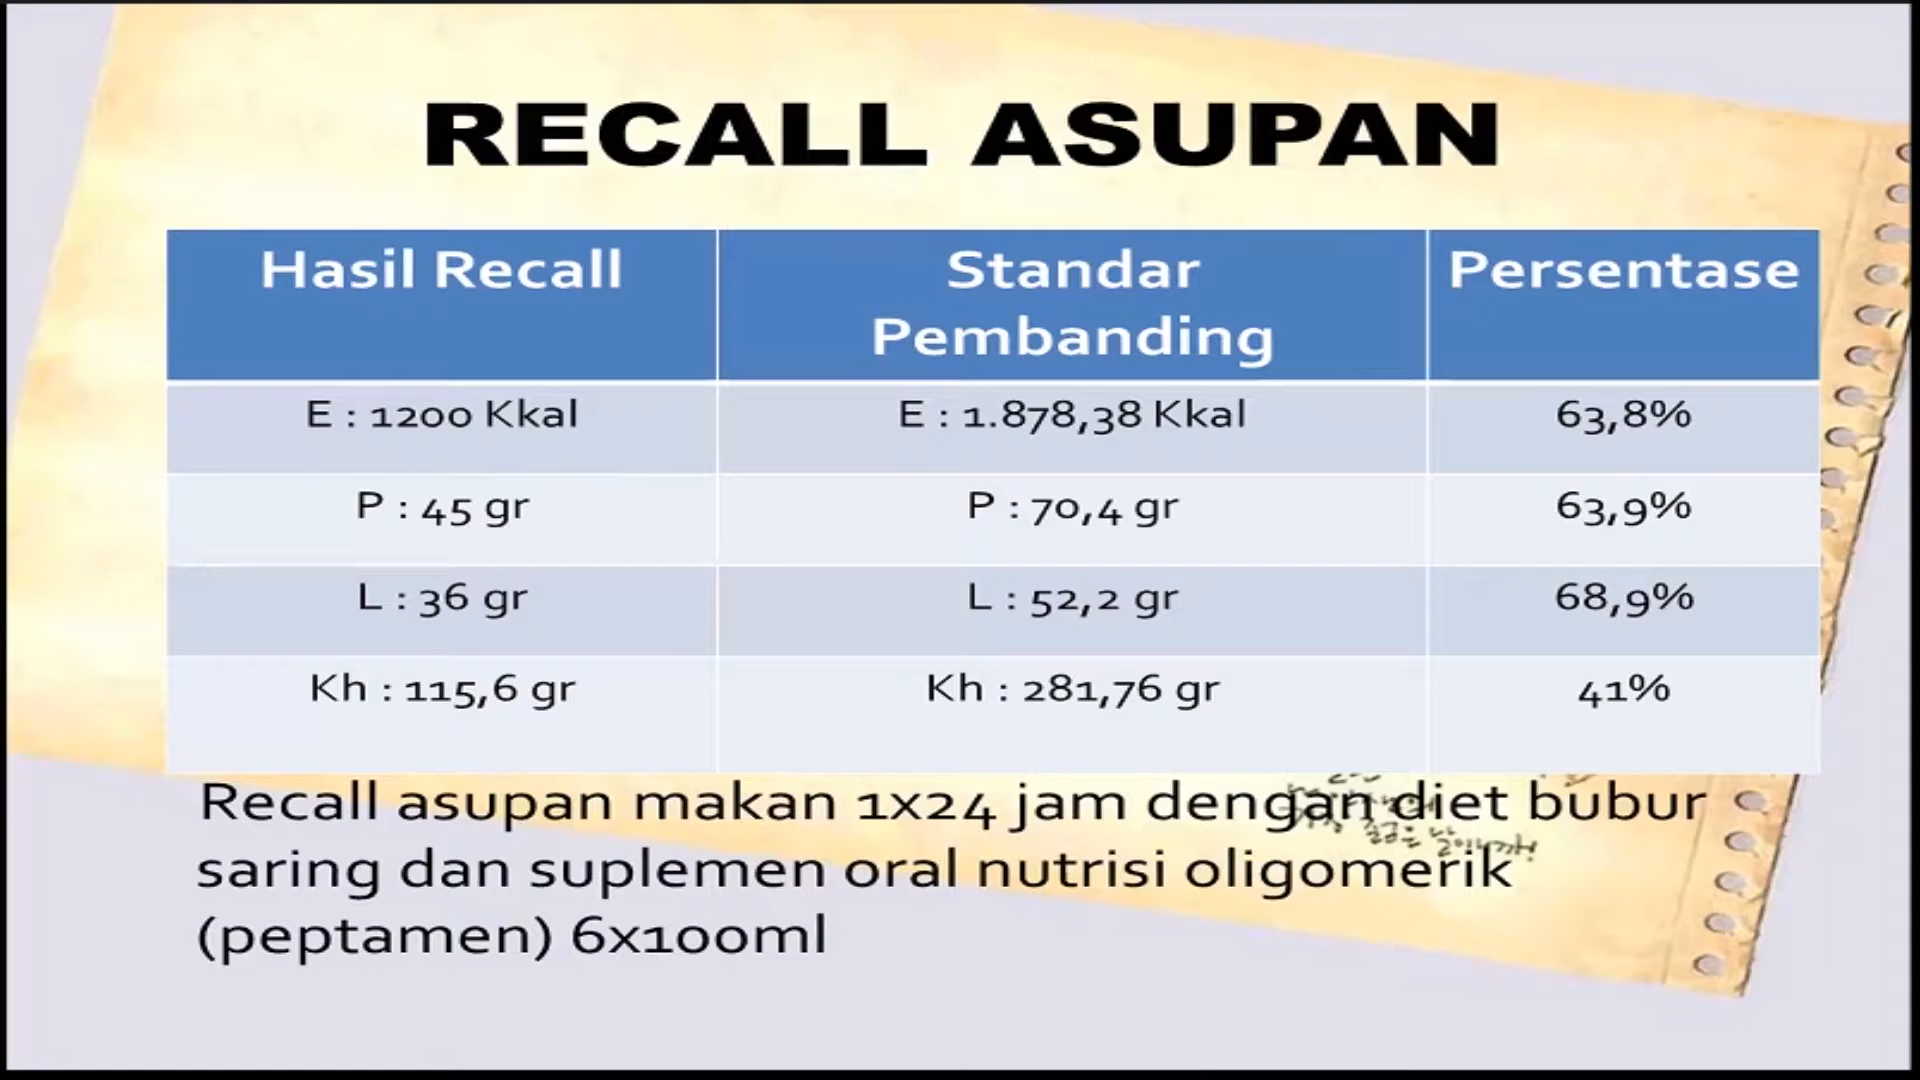 RECALL ASUPAN
Hasil Recall
Standar
Pembanding
Persentase
E : 1200 Kkal
E : 1.878,38 Kkal
63,8%
P : 45 gr
P : 70,4 gr
63,9%
L : 36 gr
L : 52,2 gr
68,9%
Kh : 115,6 gr
Kh : 281,76 gr
41%
Recall asupan makan 1x24 jam dengan diet bubur
saring dan suplemen oral nutrisi oligomerik
(peptamen) 6x100ml